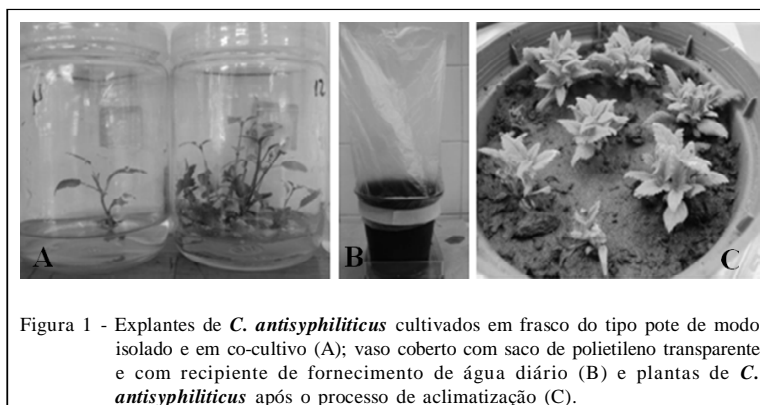 A
B
C
Figura 1 - Explantes de C. antisyphiliticus cultivados em frasco do tipo pote de modo
isolado e em co-cultivo (A); vaso coberto com saco de polietileno transparente
e com recipiente de fornecimento de água diário (B) e plantas de C.
antisyphiliticus após o processo de aclimatização (C).